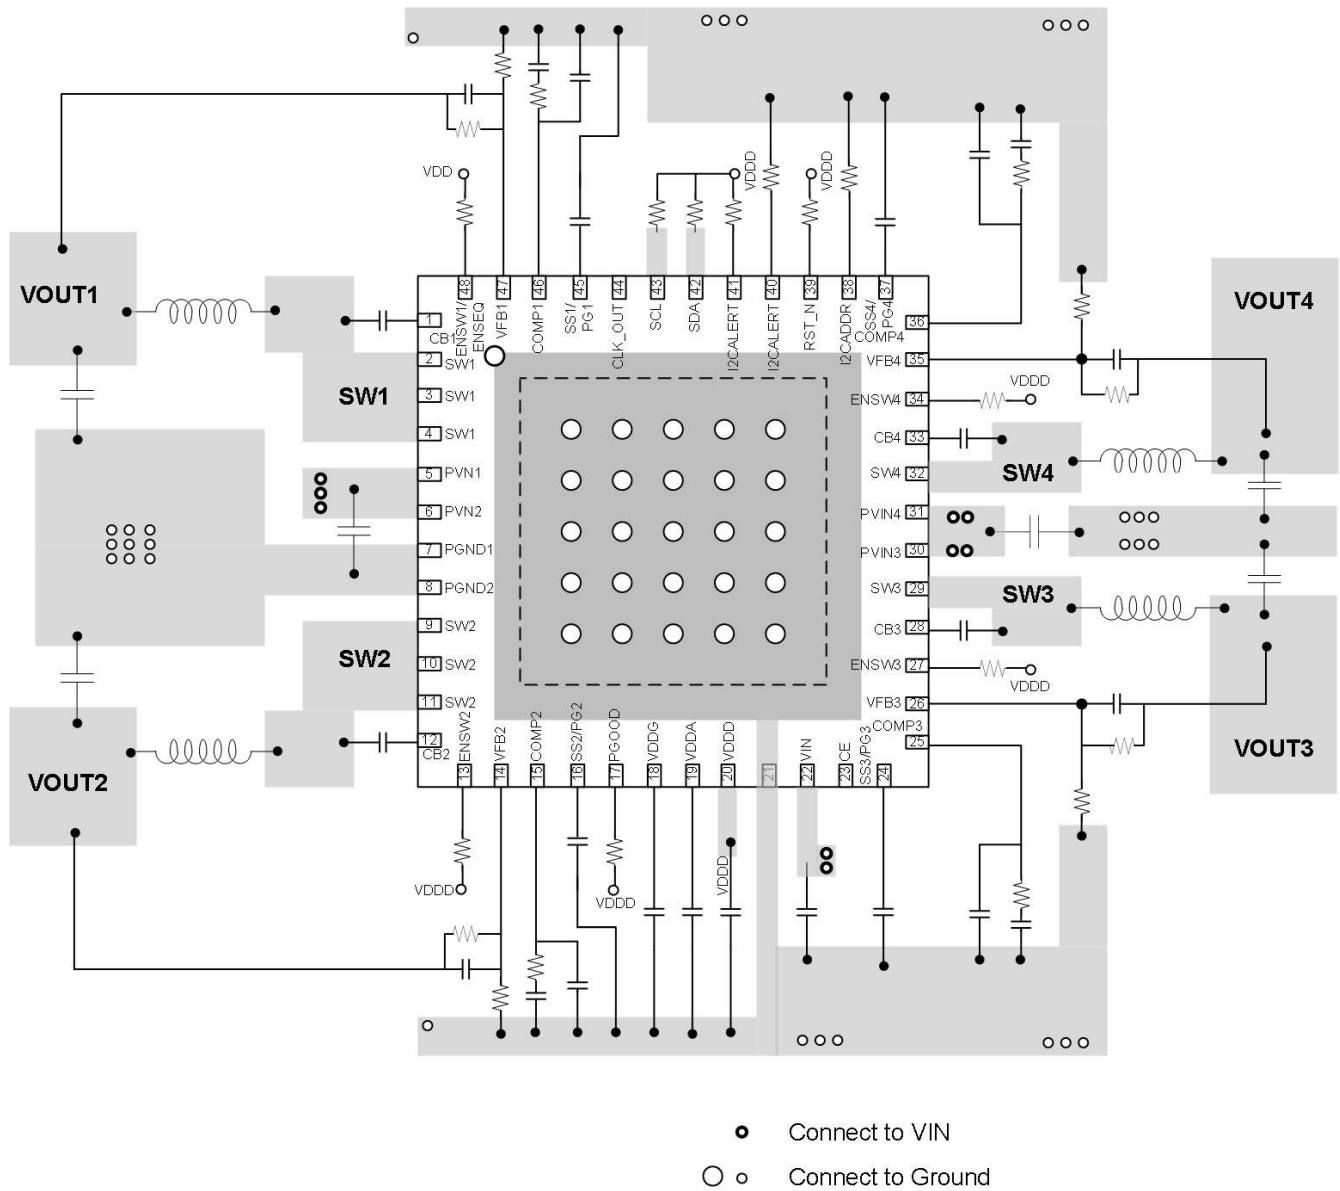 VDD
VDDD
VDDD
VOUT1
VOUT4
48
47
46
45
44
43
42
41
40
39
38
37
ENSW1/
ENSEQ
VFB1
COMP1
SS1/
PG1
CLK_OUT
SCL
SDA
I2CALERT
I2CALERT
RST_N
I2CADDR
SS4/
PG4
1
CB1
2
SW1
3
SW1
4
SW1
5
PVN1
6
PVN2
7
PGND1
8
PGND2
9
SW2
10
SW2
11
SW2
12
CB2
SW1
SW2
COMP4
36
VFB4
35
ENSW4
34
VDDD
CB4
33
SW4
32
SW4
PVIN4
31
PVIN3
30
SW3
29
SW3
CB3
28
ENSW3
27
VDDD
VFB3
26
COMP3
25
VOUT2
VOUT3
ENSW2
VFB2
COMP2
SS2/PG2
PGOOD
VDDG
VDDA
VDDD
VIN
CE
SS3/PG3
13
14
15
16
17
18
19
20
21
22
23
24
VDDD
VDDD
VDDD
Connect to VIN
Connect to Ground